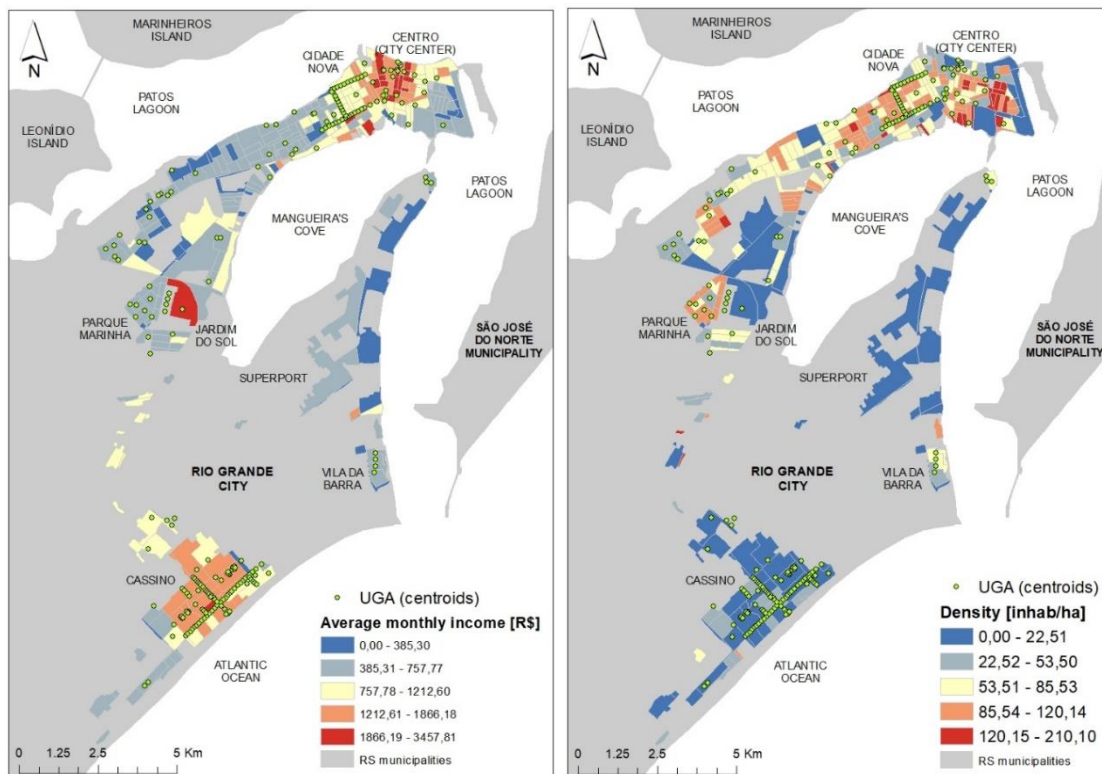 MARINHEIROS
ISLAND
N
CENTRO
(CITY CENTER)
CIDADE
NOVA
PATOS
LAGOON
LEONÍDIO
ISLAND
PATOS
LAGOON
MANGUEIRA'S
COVE
PARQUE
MARINHA
JARDIM
DO SOL
SÃO JOSÉ
DO NORTE
MUNICIPALITY
SUPERPORT
RIO GRANDE
CITY
VILA DA
BARRA
CASSINO
ATLANTIC
OCEAN
UGA (centroids)
Average monthly income [R$]
0,00 - 385,30
385,31 - 757,77
757,78 - 1212,60
1212,61 - 1866,18
1866,19 - 3457,81
RS municipalities
0 1.25 2.5 5 Km
MARINHEIROS
ISLAND
N
CENTRO
(CITY CENTER)
CIDADE
NOVA
PATOS
LAGOON
LEONÍDIO
ISLAND
PATOS
LAGOON
MANGUEIRA'S
COVE
PARQUE
MARINHA
JARDIM
DO SOL
SÃO JOSÉ
DO NORTE
MUNICIPALITY
SUPERPORT
RIO GRANDE
CITY
VILA DA
BARRA
CASSINO
ATLANTIC
OCEAN
UGA (centroids)
Density [inhab/ha]
0,00 - 22,51
22,52 - 53,50
53,51 - 85,53
85,54 - 120,14
120,15 - 210,10
RS municipalities
0 1.25 2.5 5 Km